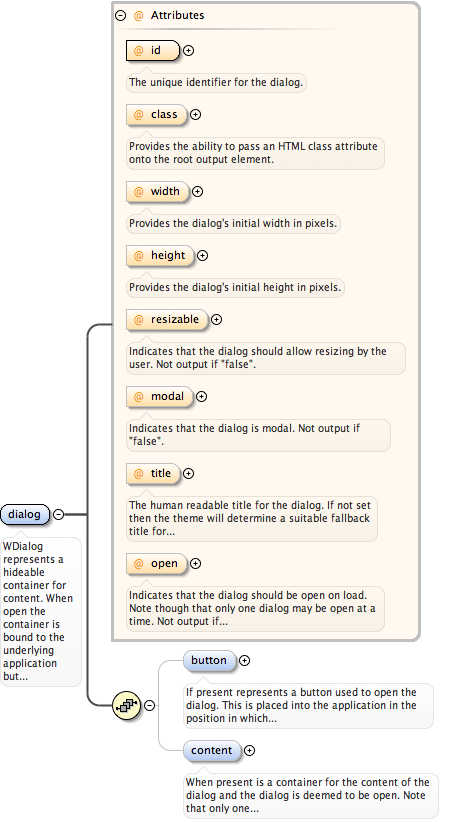 Attributes
@ id
The unique identifier for the dialog.
@ class
Provides the ability to pass an HTML class attribute
onto the root output element.
@ width
Provides the dialog's initial width in pixels.
@ height
Provides the dialog's initial height in pixels.
@ resizable
Indicates that the dialog should allow resizing by the
user. Not output if "false".
@ modal
Indicates that the dialog is modal. Not output if
"false".
@ title
The human readable title for the dialog. If not set
then the theme will determine a suitable fallback
title for...
@ open
Indicates that the dialog should be open on load.
Note though that only one dialog may be open at a
time. Not output if...
dialog
WDialog
represents a
hideable
container for
content. When
open the
container is
bound to the
underlying
application
but...
button
If present represents a button used to open the
dialog. This is placed into the application in the
position in which...
content
When present is a container for the content of the
dialog and the dialog is deemed to be open. Note
that only one...